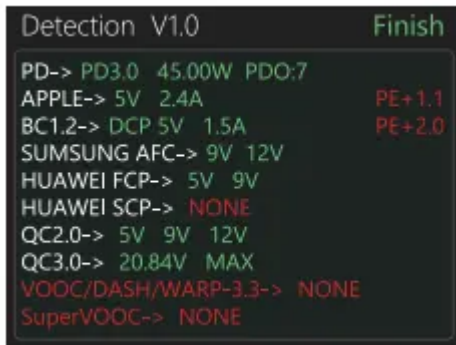 Detection V1.0 Finish
PD-> PD3.0 45.00W PDO:7
APPLE-> 5V 2.4A PE+1.1
BC1.2-> DCP 5V 1.5A PE+2.0
SUMSUNG AFC-> 9V 12V
HUAWEI FCP-> 5V 9V
HUAWEI SCP-> NONE
QC2.0-> 5V 9V 12V
QC3.0-> 20.84V MAX
VOOC/DASH/WARP-3.3-> NONE
SuperVOOC-> NONE